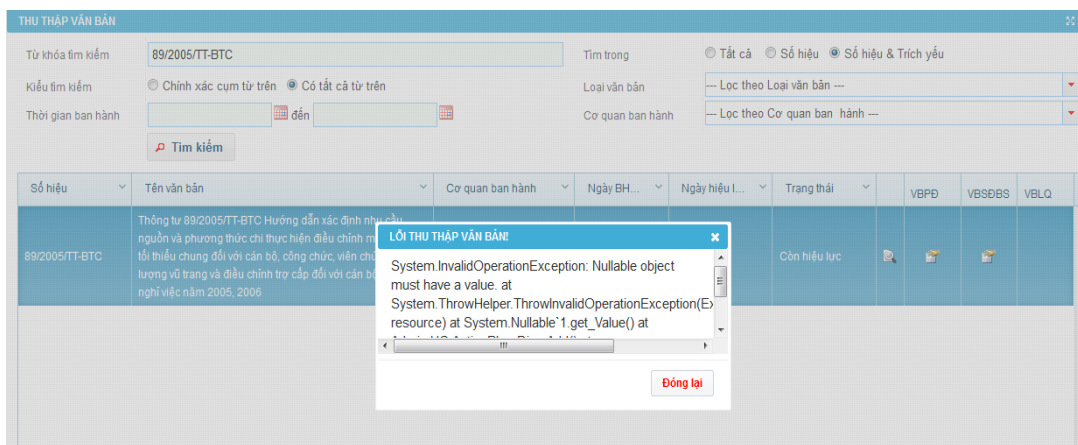 THU THẬP VĂN BẢN
Từ khóa tìm kiếm 89/2005/TT-BTC Tìm trong Tất cả Số hiệu Số hiệu & Trích yếu
Kiểu tìm kiếm Chính xác cụm từ trên Có tất cả từ trên Loại văn bản --- Lọc theo Loại văn bản ---
Thời gian ban hành đến Cơ quan ban hành --- Lọc theo Cơ quan ban hành ---
Tìm kiếm
Số hiệu Tên văn bản Cơ quan ban hành Ngày BH... Ngày hiệu l... Trạng thái VBPĐ VBSĐBS VBLQ
Thông tư 89/2005/TT-BTC Hướng dẫn xác định nhu cầu
nguồn và phương thức chi thực hiện điều chỉnh m
89/2005/TT-BTC tối thiểu chung đối với cán bộ, công chức, viên chứ Còn hiệu lực
lượng vũ trang và điều chỉnh trợ cấp đối với cán bộ
nghỉ việc năm 2005, 2006
LỖI THU THẬP VĂN BẢN!
System.InvalidOperationException: Nullable object
must have a value. at
System.ThrowHelper.ThrowInvalidOperationException(Ex
resource) at System.Nullable`1.get_Value() at
Đóng lại